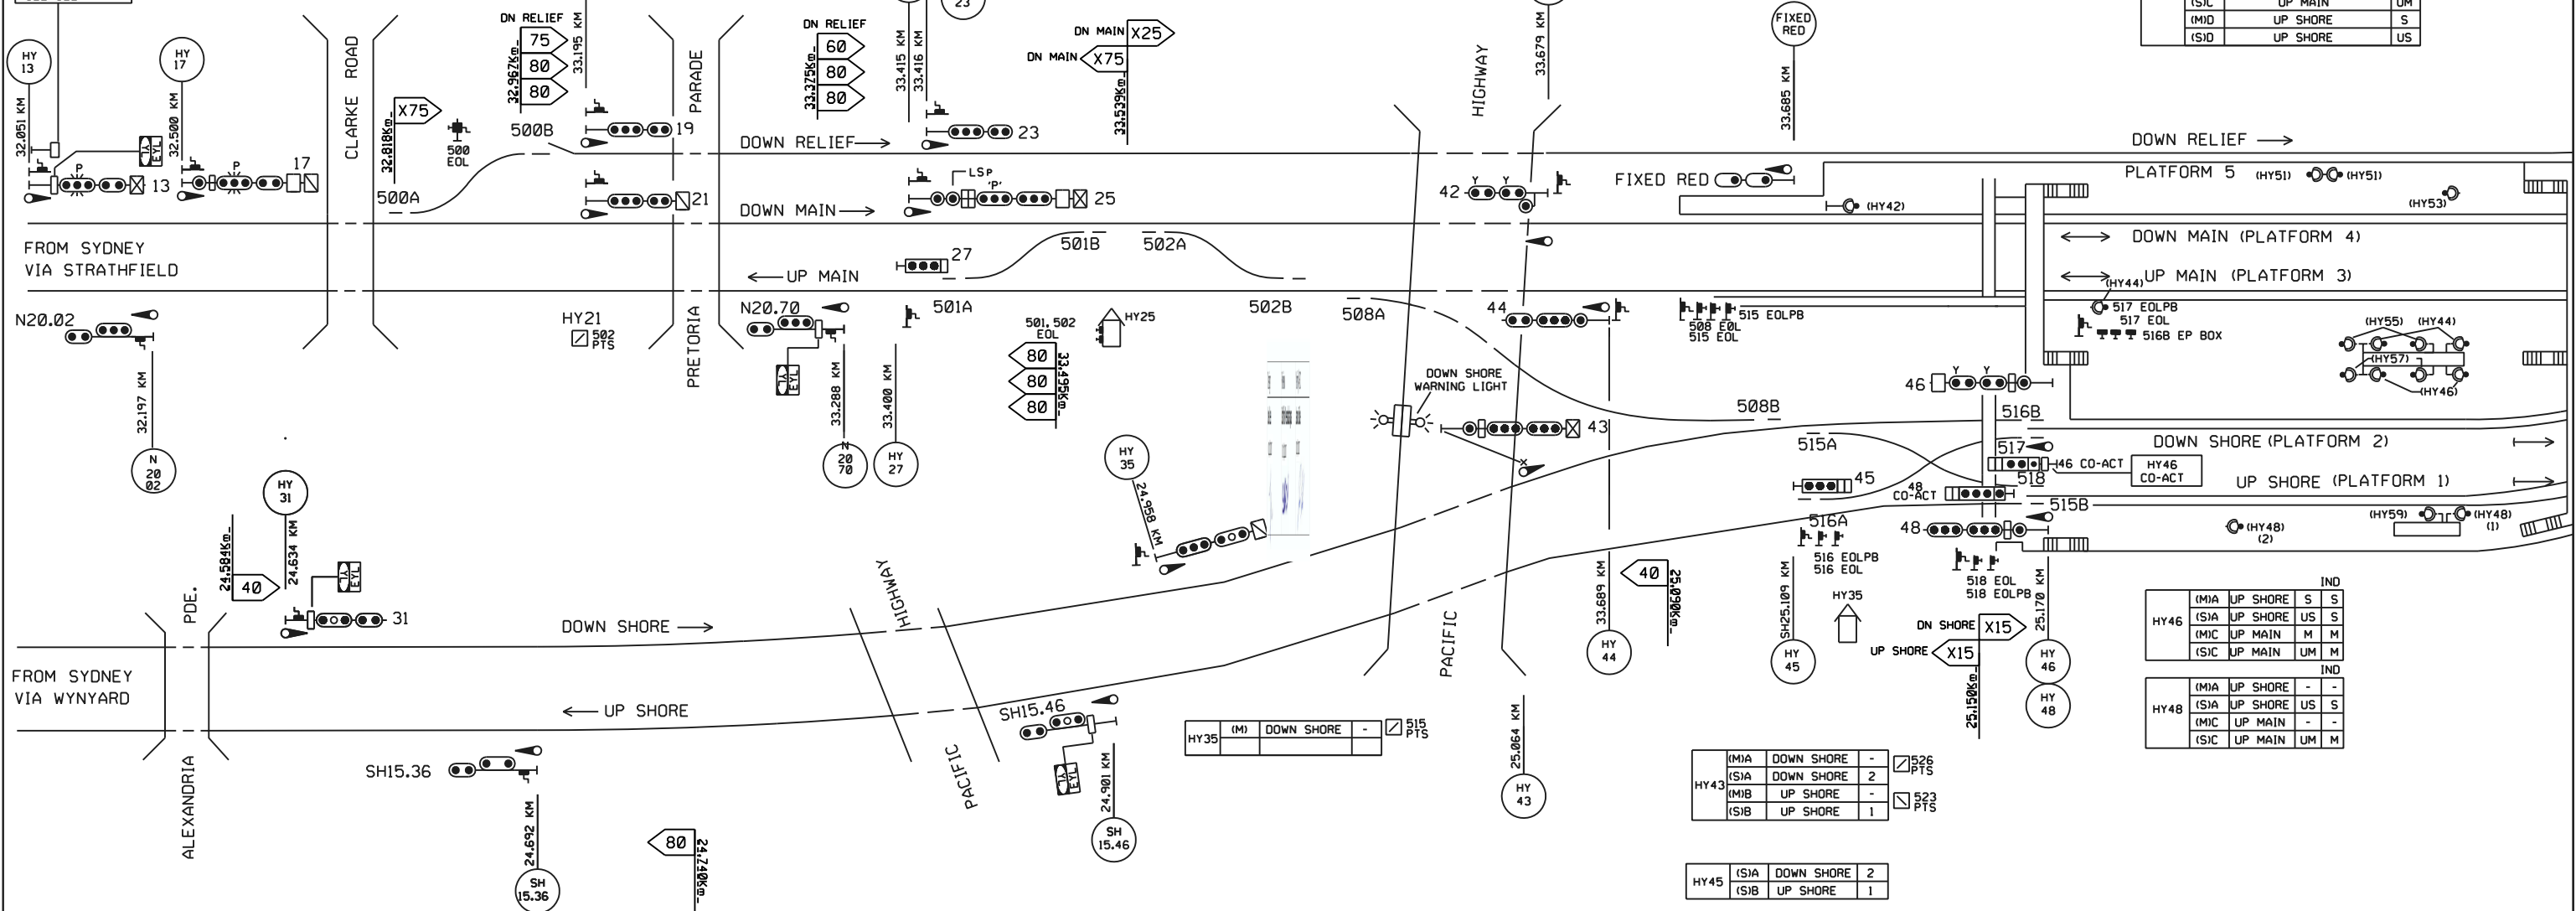 23
(S)C UP MAIN UM
(M)D UP SHORE S
(S)D UP SHORE US
HY
13
32.051 KM
P
13
YL
EYL
HY
17
32.500 KM
P
17
CLARKE ROAD
X75
32.818Km
500
EOL
500A
500B
DN RELIEF
75
80
80
32.967Km
33.195 KM
19
21
PARADE
PRETORIA
DN RELIEF
60
80
80
33.375Km
DOWN RELIEF
33.415 KM
33.416 KM
23
LSP
'P'
25
DOWN MAIN
DN MAIN X25
DN MAIN X75
33.539Km
HIGHWAY
33.679 KM
FIXED
RED
33.685 KM
DOWN RELIEF
FIXED RED
Y Y
42
(HY42)
PLATFORM 5 (HY51) (HY51)
(HY53)
FROM SYDNEY
VIA STRATHFIELD
27
501B 502A
UP MAIN
DOWN MAIN (PLATFORM 4)
UP MAIN (PLATFORM 3)
N20.02
32.197 KM
N
20
02
HY21
502
PTS
N20.70
YL
EYL
33.288 KM
N
20
70
33.400 KM
HY
27
501A
501, 502
EOL
HY25
80
80
80
33.495Km
502B
508A
44
508 EOL
515 EOL
515 EOLPB
(HY44)
517 EOLPB
517 EOL
516B EP BOX
(HY55) (HY44)
(HY57)
(HY46)
DOWN SHORE
WARNING LIGHT
43
508B
Y Y
46
516B
515A
517
DOWN SHORE (PLATFORM 2)
46 CO-ACT
HY46
CO-ACT
45
518
UP SHORE (PLATFORM 1)
48
CO-ACT
515B
516A
48
(HY48)
(2)
(HY59)
(HY48)
(1)
HY
31
24.634 KM
24.584Km
40
YL
EYL
31
PDE.
ALEXANDRIA
HY
35
24.958 KM
HIGHWAY
PACIFIC
DOWN SHORE
FROM SYDNEY
VIA WYNYARD
UP SHORE
PACIFIC
33.689 KM
HY
44
40
25.090Km
516 EOLPB
516 EOL
SH25.109 KM
HY
45
HY35
518 EOL
518 EOLPB
DN SHORE X15
UP SHORE X15
25.150Km
25.170 KM
HY
46
HY
48
IND
HY46
(M)A UP SHORE S S
(S)A UP SHORE US S
(M)C UP MAIN M M
(S)C UP MAIN UM M
IND
HY48
(M)A UP SHORE - -
(S)A UP SHORE US S
(M)C UP MAIN - -
(S)C UP MAIN UM M
SH15.36
24.692 KM
SH
15.36
80
24.740Km
SH15.46
YL
EYL
24.901 KM
SH
15.46
HY35 (M) DOWN SHORE -
515
PTS
25.064 KM
HY
43
HY43
(M)A DOWN SHORE -
(S)A DOWN SHORE 2
(M)B UP SHORE -
(S)B UP SHORE 1
526
PTS
523
PTS
HY45
(S)A DOWN SHORE 2
(S)B UP SHORE 1